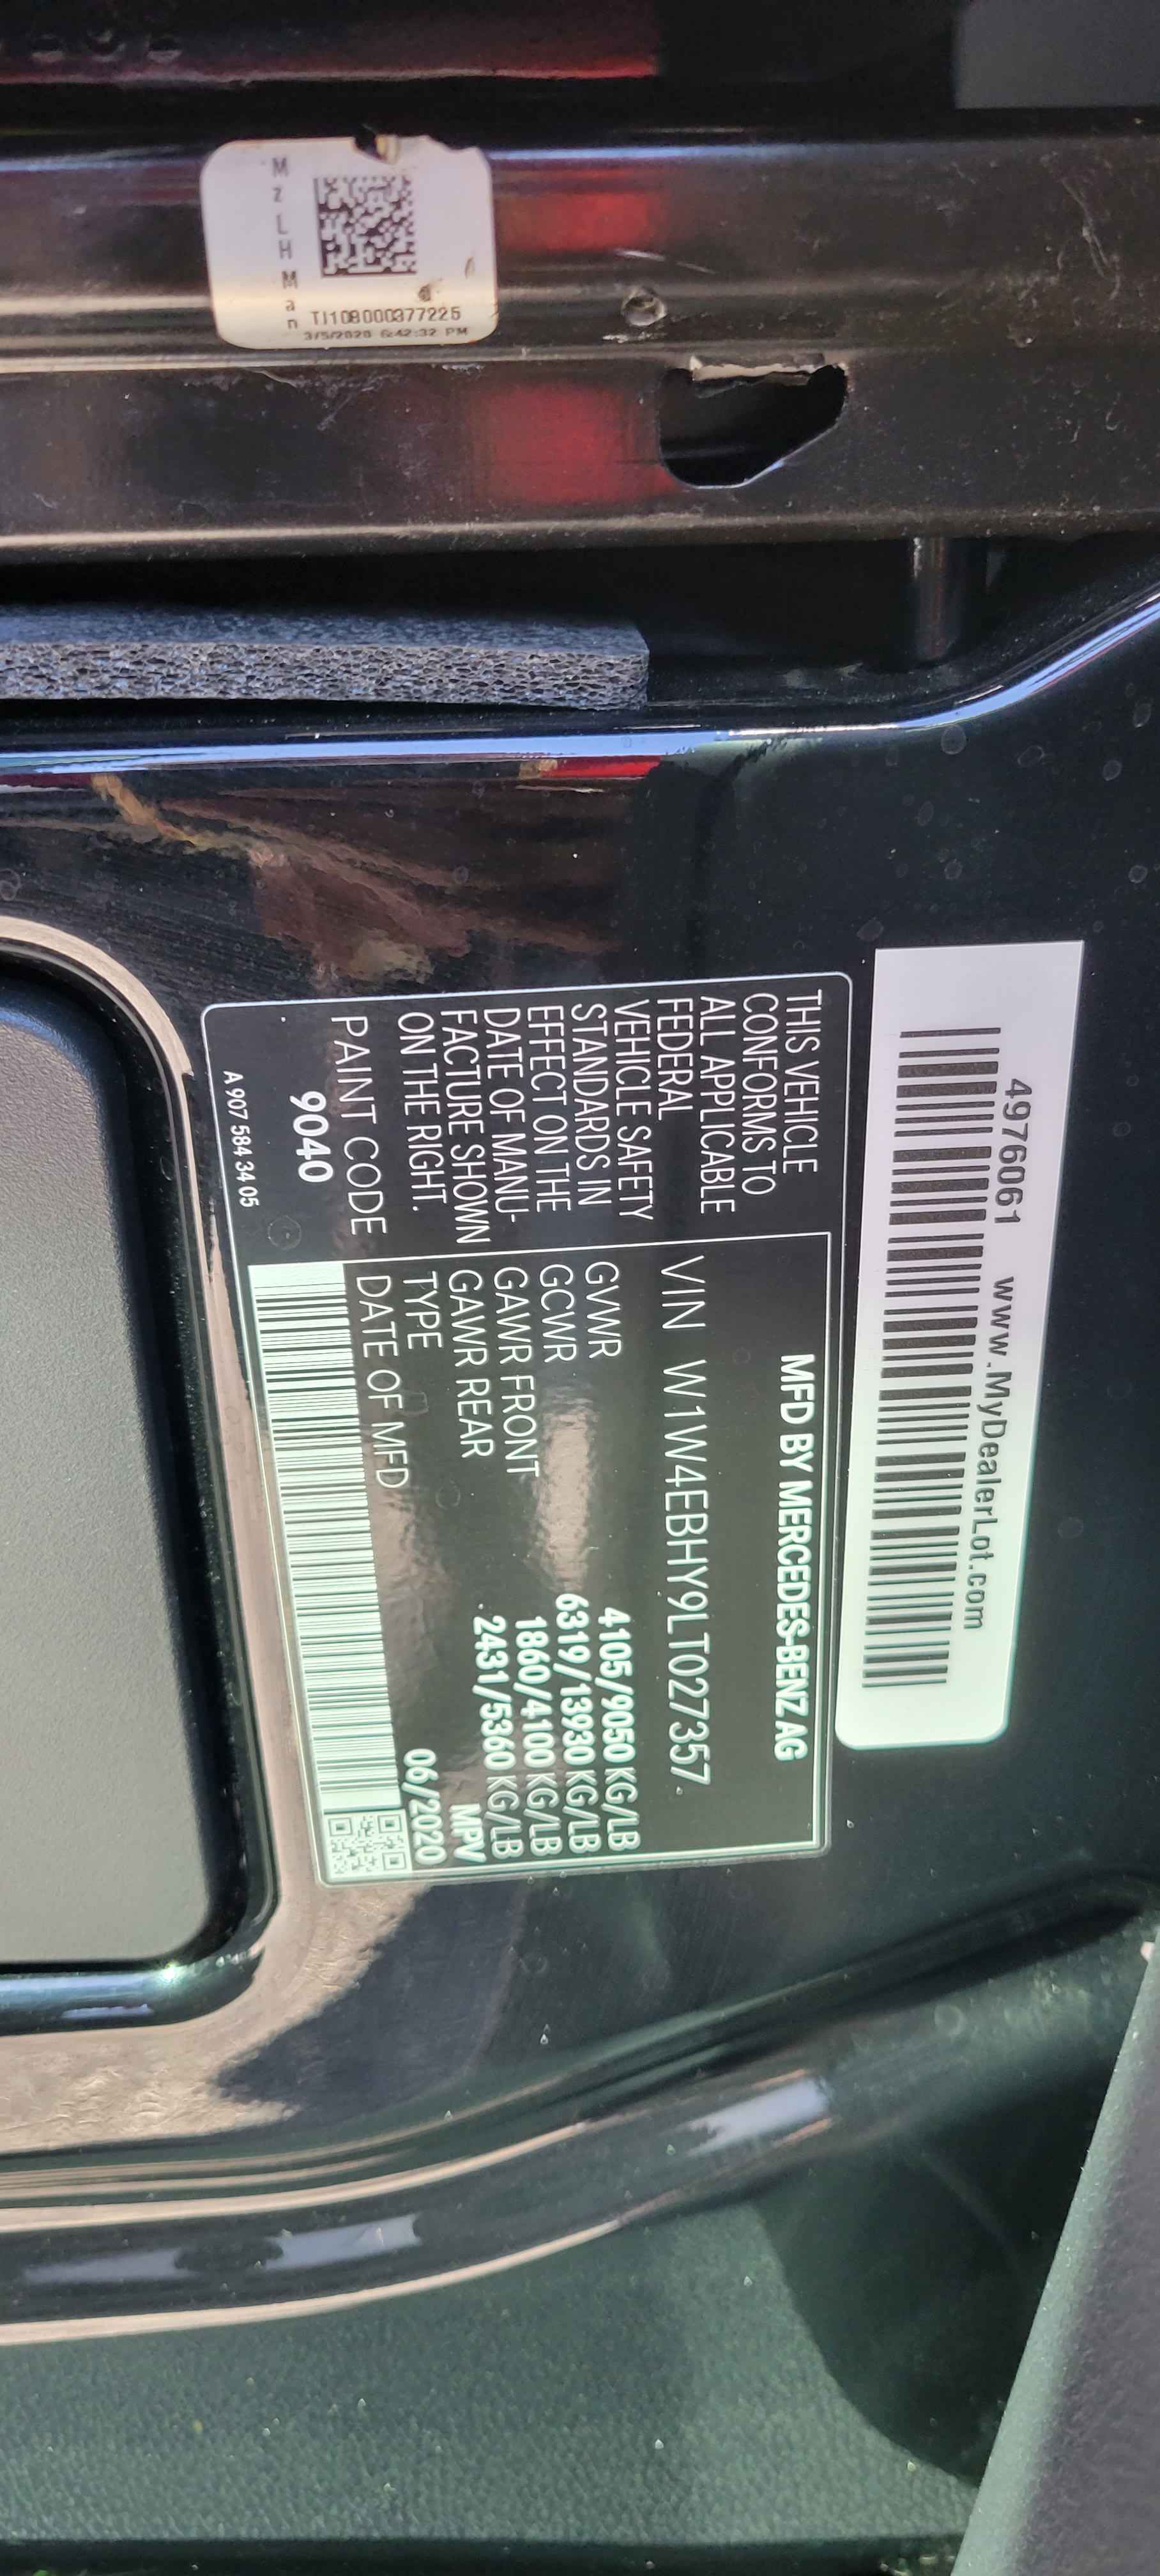 4976061 www.MyDealerLot.com
THIS VEHICLE
CONFORMS TO
ALL APPLICABLE
FEDERAL
VEHICLE SAFETY
STANDARDS IN
EFFECT ON THE
DATE OF MANU-
FACTURE SHOWN
ON THE RIGHT.
PAINT CODE
9040
A 907 584 34 05
MFD BY MERCEDES-BENZ AG
VIN W1W4EBHY9LT027357
GVWR 4105/9050 KG/LB
GCWR 6319/13930 KG/LB
GAWR FRONT 1860/4100 KG/LB
GAWR REAR 2431/5360 KG/LB
TYPE MPV
DATE OF MFD 06/2020
MzLH Man
TI108000377225
3/5/2020 6:42:32 PM